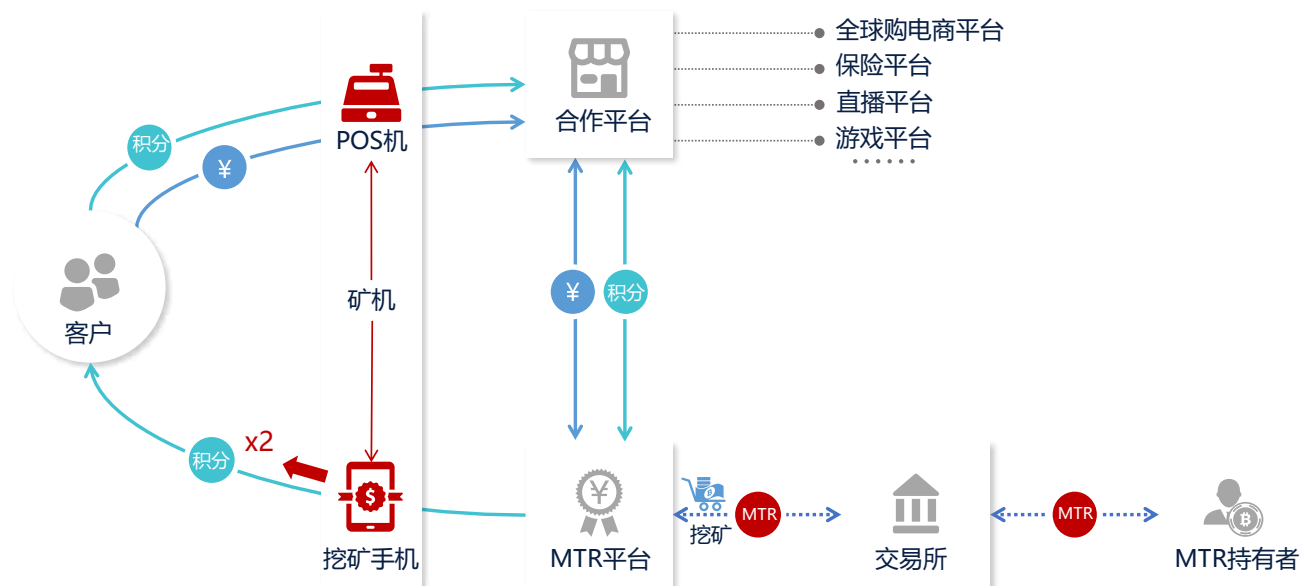 全球购电商平台
保险平台
直播平台
游戏平台
......
合作平台
POS机
积分
¥
客户
矿机
¥
积分
x2
积分
$
挖矿手机
¥
MTR平台
挖矿
MTR
交易所
MTR
MTR持有者